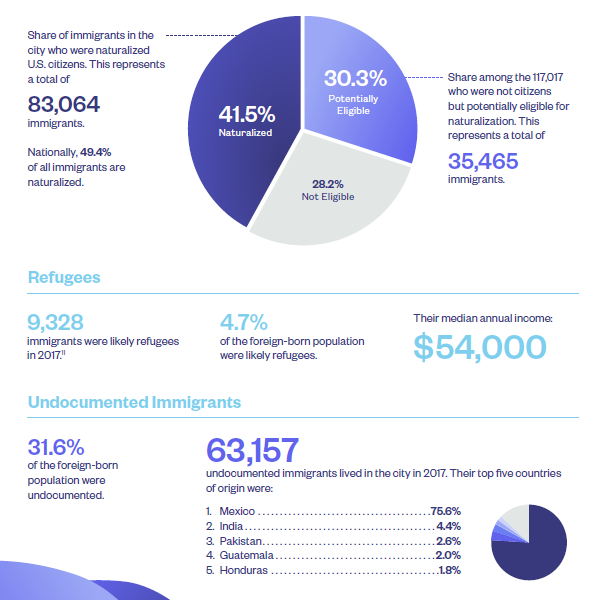 Share of immigrants in the
city who were naturalized
U.S. citizens. This represents
a total of
83,064
immigrants.
Nationally, 49.4%
of all immigrants are
naturalized.
41.5%
Naturalized
30.3%
Potentially
Eligible
28.2%
Not Eligible
Share among the 117,017
who were not citizens
but potentially eligible for
naturalization. This
represents a total of
35,465
immigrants.
Refugees
9,328
immigrants were likely refugees
in 2017.II
4.7%
of the foreign-born population
were likely refugees.
Their median annual income:
$54,000
Undocumented Immigrants
31.6%
of the foreign-born
population were
undocumented.
63,157
undocumented immigrants lived in the city in 2017. Their top five countries
of origin were:
1. Mexico ..................................75.6%
2. India ......................................4.4%
3. Pakistan..................................2.6%
4. Guatemala..............................2.0%
5. Honduras ................................1.8%